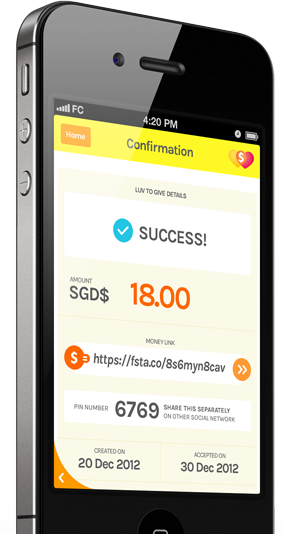 FC
4:20 PM
Home
Confirmation
$
LUV TO GIVE DETAILS
SUCCESS!
AMOUNT
SGD$ 18.00
MONEY LINK
$ https://fsta.co/8s6myn8cav
PIN NUMBER 6769 SHARE THIS SEPARATELY
ON OTHER SOCIAL NETWORK
CREATED ON
20 Dec 2012
ACCEPTED ON
30 Dec 2012